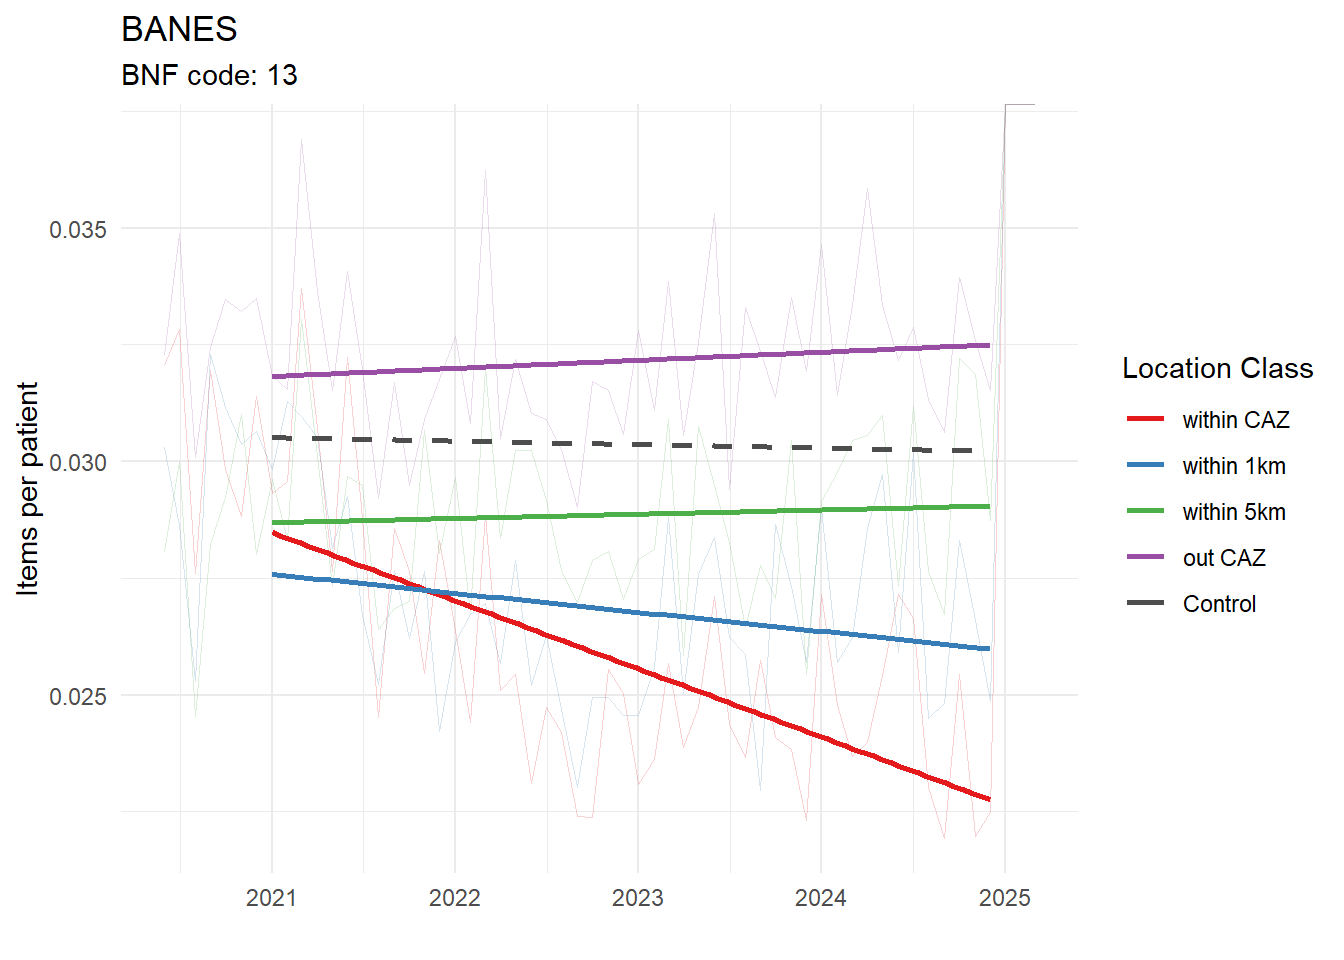 BANES
BNF code: 13
Items per patient
0.035
0.030
0.025
2021
2022
2023
2024
2025
Location Class
within CAZ
within 1km
within 5km
out CAZ
Control